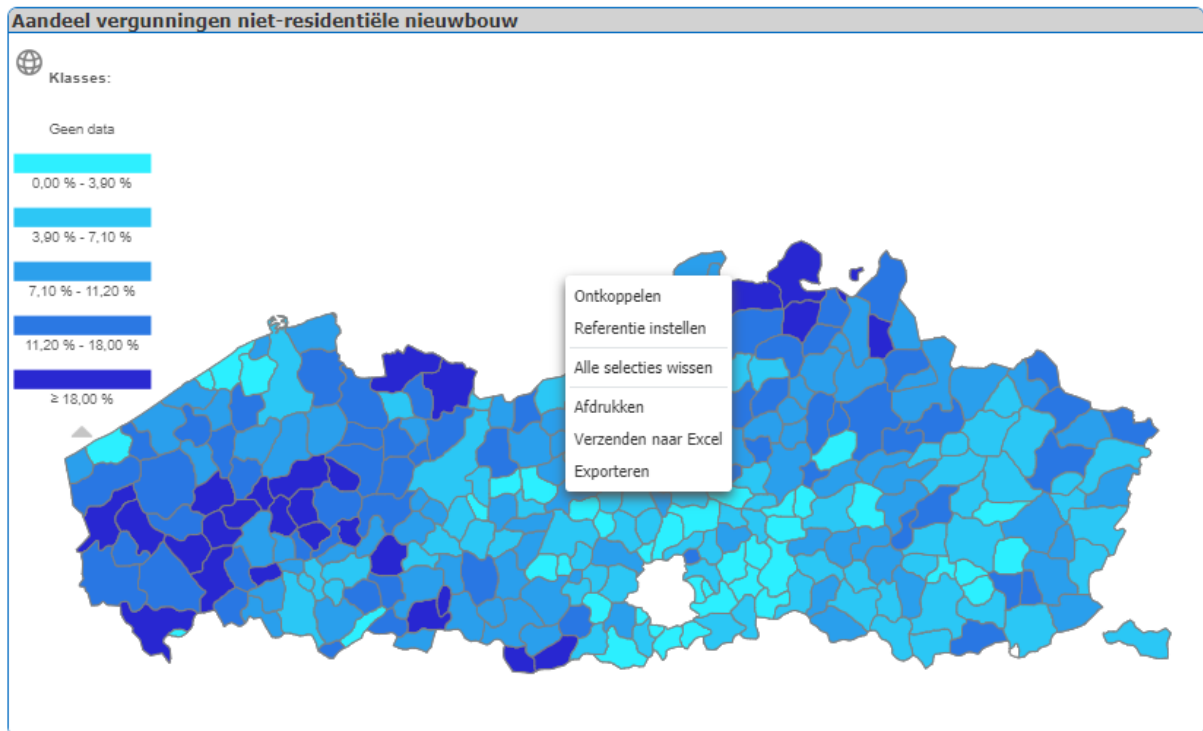 Aandeel vergunningen niet-residentiële nieuwbouw
Klasses:
Geen data
0,00 % - 3,90 %
3,90 % - 7,10 %
7,10 % - 11,20 %
11,20 % - 18,00 %
≥ 18,00 %
Ontkoppelen
Referentie instellen
Alle selecties wissen
Afdrukken
Verzenden naar Excel
Exporteren